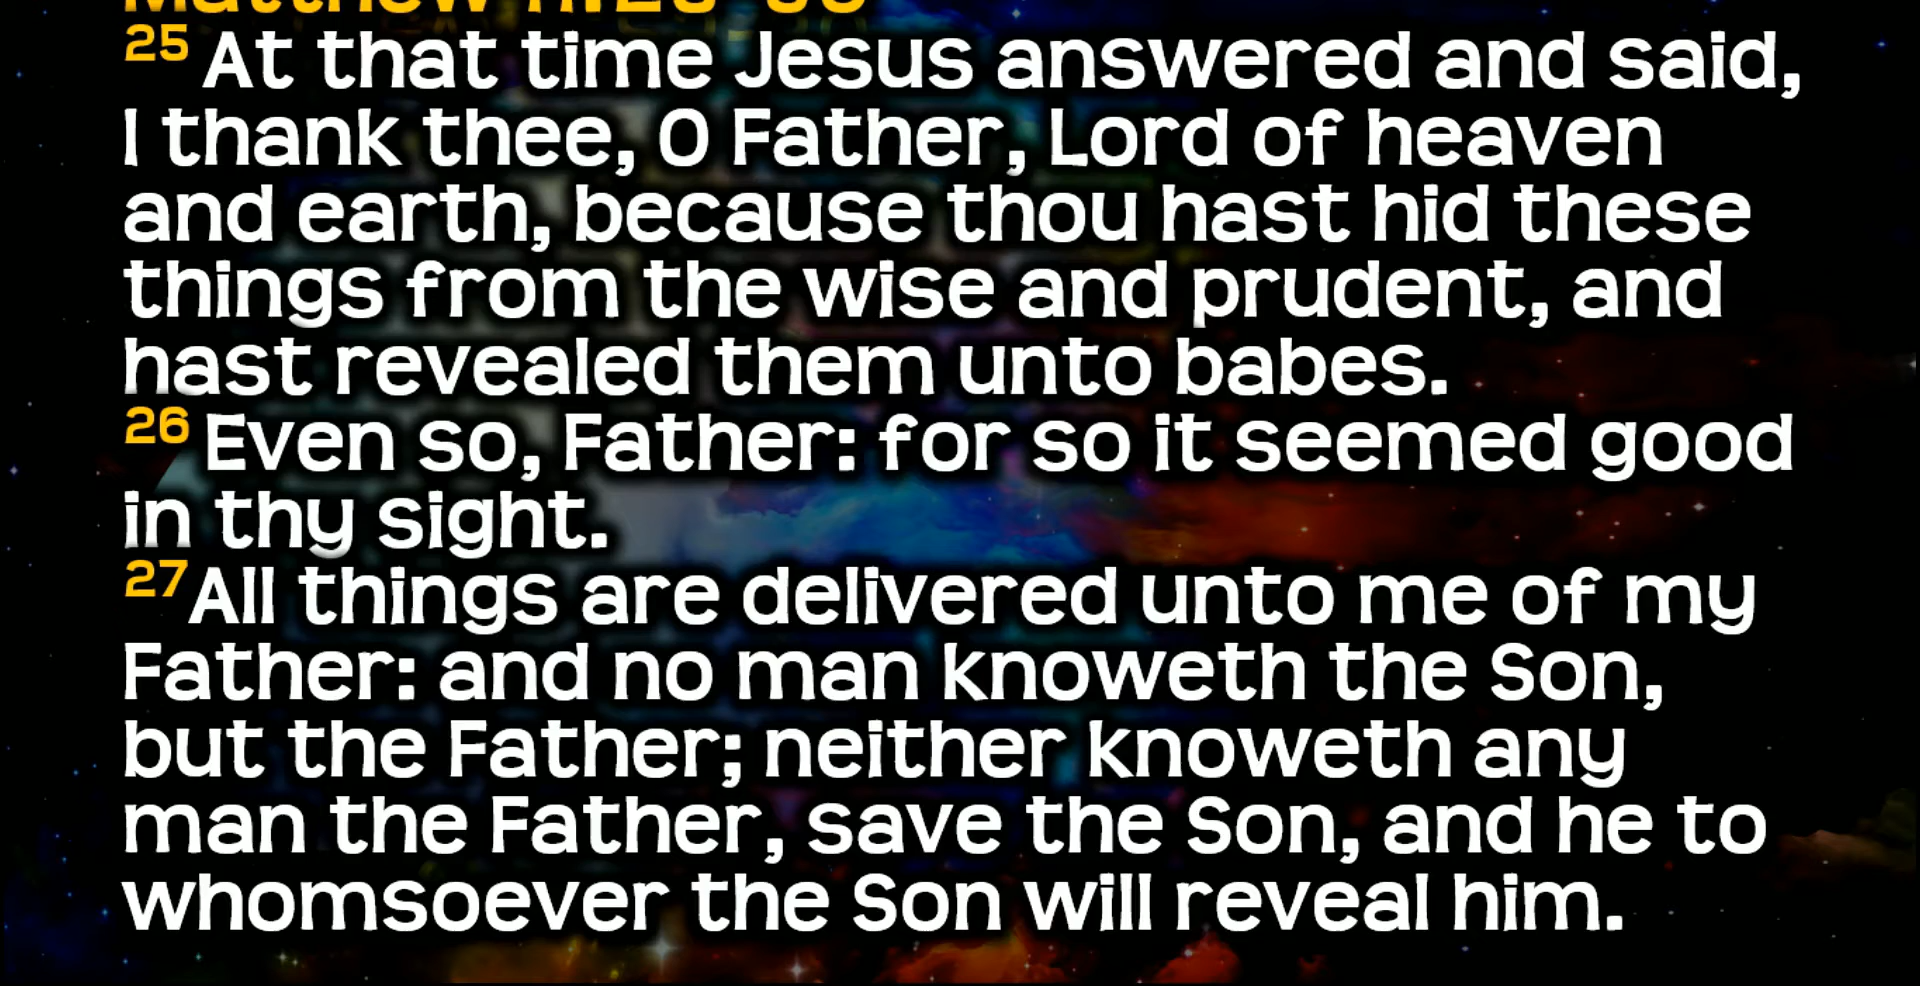 Matthew 11:25-30
25 At that time Jesus answered and said,
I thank thee, O Father, Lord of heaven
and earth, because thou hast hid these
things from the wise and prudent, and
hast revealed them unto babes.
26 Even so, Father: for so it seemed good
in thy sight.
27 All things are delivered unto me of my
Father: and no man knoweth the Son,
but the Father; neither knoweth any
man the Father, save the Son, and he to
whomsoever the Son will reveal him.